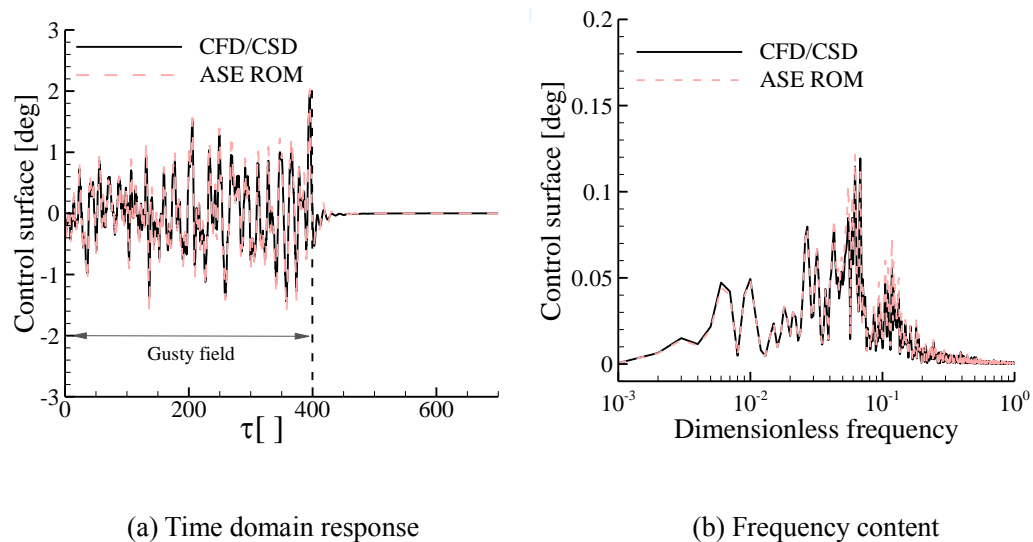 CFD/CSD
ASE ROM
Control surface [deg]
3
2
1
0
-1
-2
-3
Gusty field
0
200
400
600
τ[ ]
(a) Time domain response
CFD/CSD
ASE ROM
Control surface [deg]
0.2
0.15
0.1
0.05
0
10⁻³
10⁻²
10⁻¹
10⁰
Dimensionless frequency
(b) Frequency content